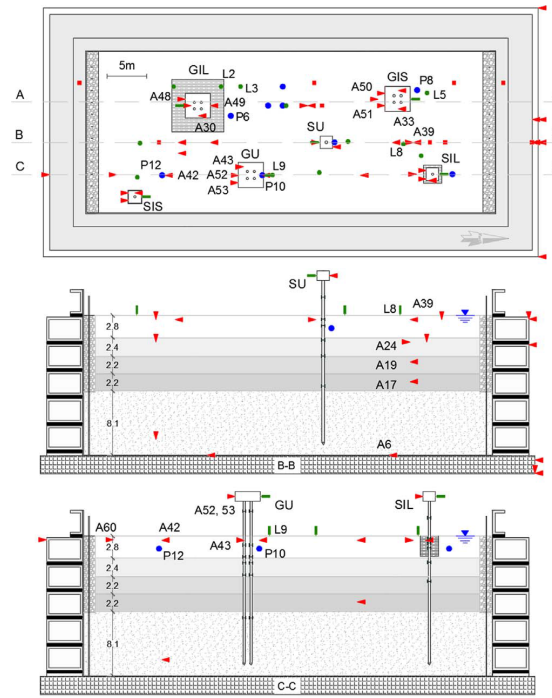 5m
GIL
L2
L3
GIS
P8
A
A48
A49
A50
L5
A51
A30
P6
A33
SU
A39
B
L8
P12
A43
GU
L9
SIL
C
A42
A52
A53
P10
SIS
SU
L8
A39
2,8
2,4
A24
2,2
A19
2,2
A17
8,1
A6
B-B
A52, 53
GU
SIL
A60
A42
L9
2,8
P12
A43
P10
2,4
2,2
2,2
8,1
C-C